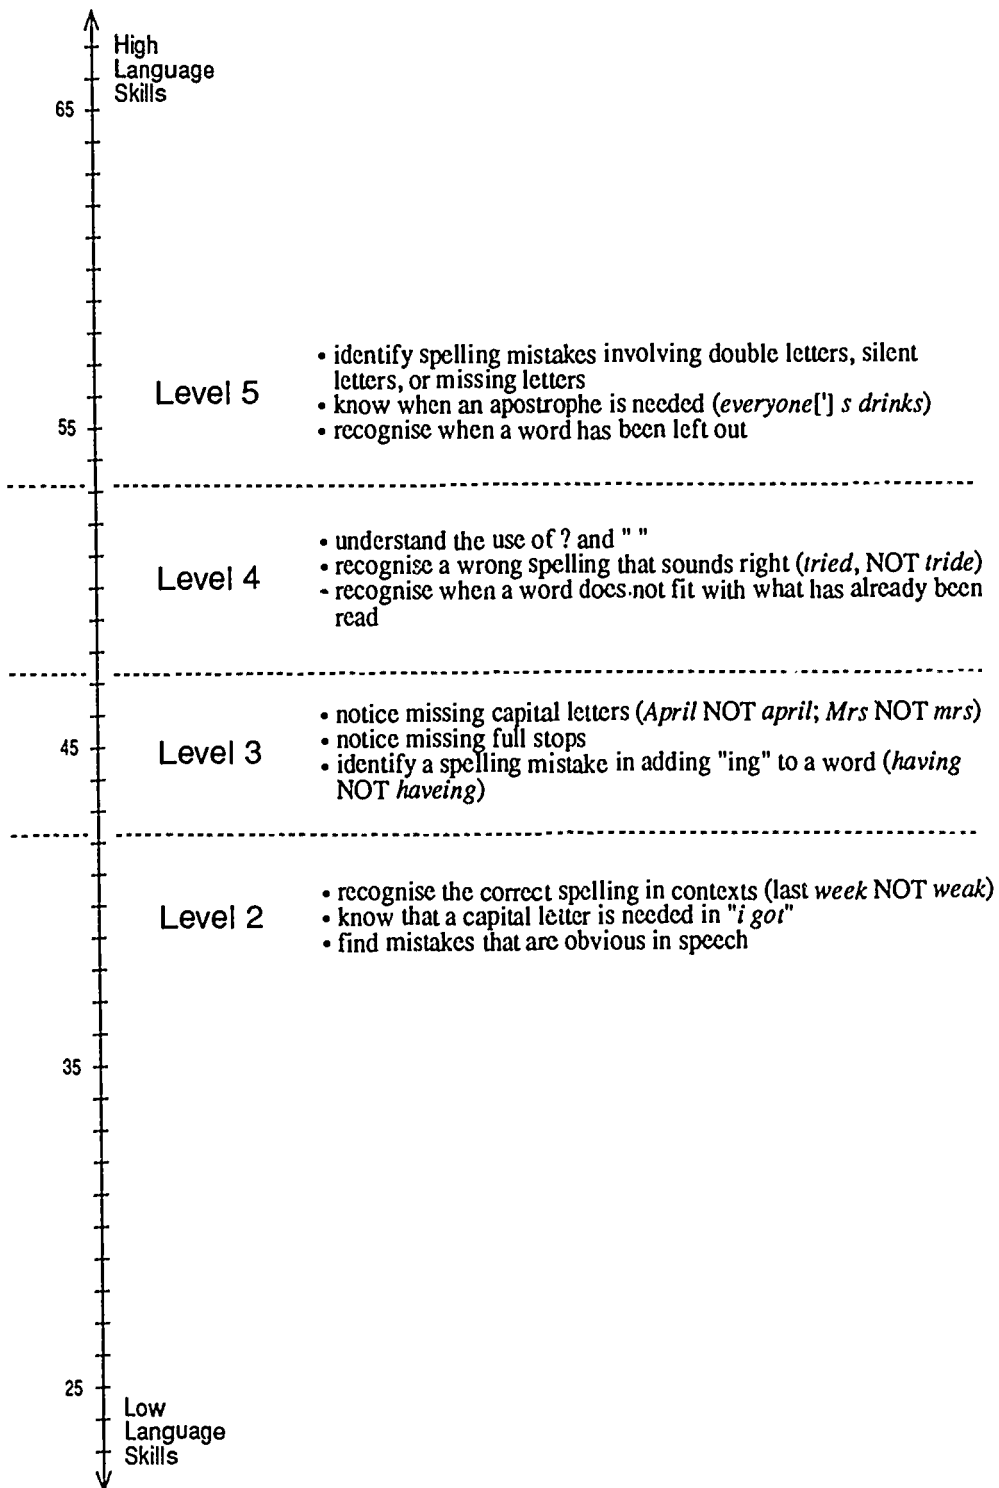 High
Language
Skills
65
• identify spelling mistakes involving double letters, silent
letters, or missing letters
Level 5
• know when an apostrophe is needed (everyone['] s drinks)
55
• recognise when a word has been left out
• understand the use of ? and " "
Level 4
• recognise a wrong spelling that sounds right (tried, NOT tride)
- recognise when a word does not fit with what has already been
read
• notice missing capital letters (April NOT april; Mrs NOT mrs)
45
Level 3
• notice missing full stops
• identify a spelling mistake in adding "ing" to a word (having
NOT haveing)
• recognise the correct spelling in contexts (last week NOT weak)
Level 2
• know that a capital letter is needed in "i got"
• find mistakes that are obvious in speech
35
25
Low
Language
Skills